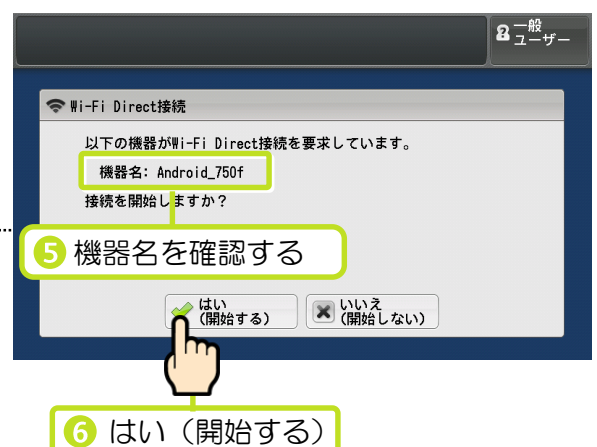 一般
ユーザー
Wi-Fi Direct接続
以下の機器がWi-Fi Direct接続を要求しています。
機器名: Android_750f
接続を開始しますか？
5 機器名を確認する
はい
(開始する)
いいえ
(開始しない)
6 はい（開始する）